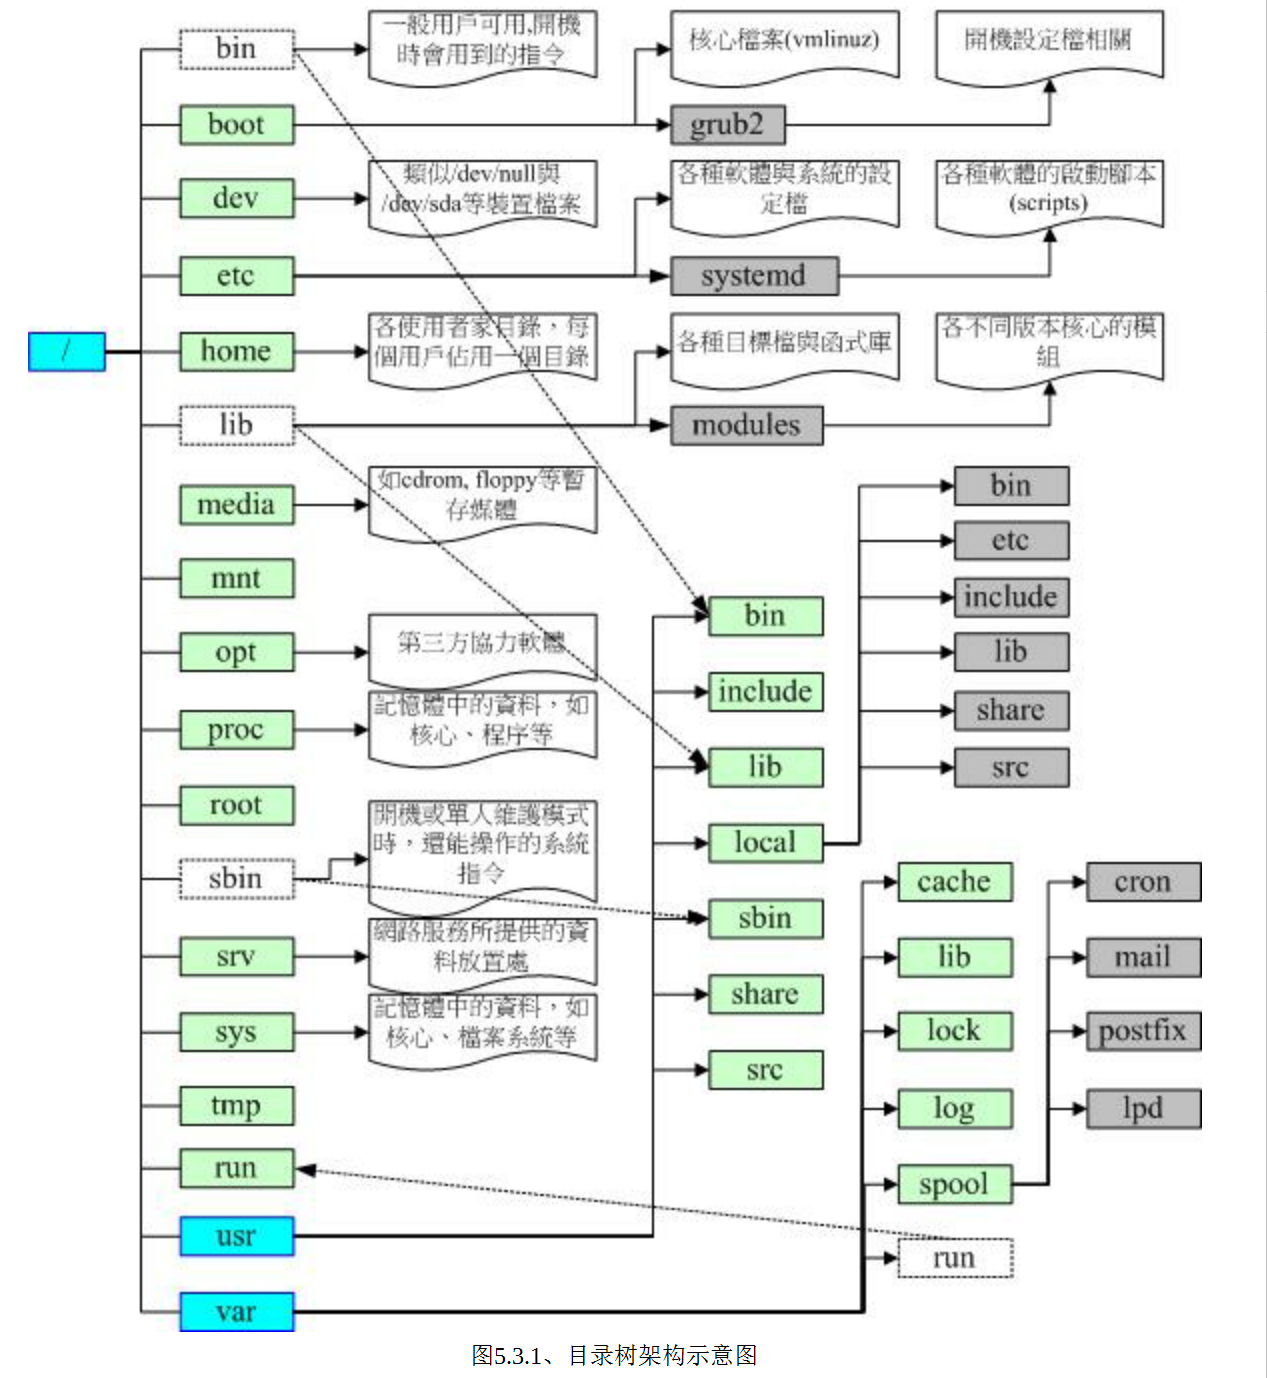 bin
一般用戶可用,開機
時會用到的指令
核心檔案(vmlinuz)
開機設定檔相關
boot
grub2
dev
類似/dev/null與
/dev/sda等裝置檔案
各種軟體與系統的設
定檔
各種軟體的啟動腳本
(scripts)
etc
systemd
/
home
各使用者家目錄，每
個用戶佔用一個目錄
各種目標檔與函式庫
各不同版本核心的模
組
lib
modules
media
如cdrom, floppy等暫
存媒體
mnt
opt
第三方協力軟體
proc
記憶體中的資料，如
核心、程序等
root
sbin
開機或單人維護模式
時，還能操作的系統
指令
srv
網路服務所提供的資
料放置處
sys
記憶體中的資料，如
核心、檔案系統等
tmp
run
usr
var
bin
include
lib
local
sbin
share
src
bin
etc
include
lib
share
src
cache
lib
lock
log
spool
run
cron
mail
postfix
lpd
图5.3.1、目录树架构示意图